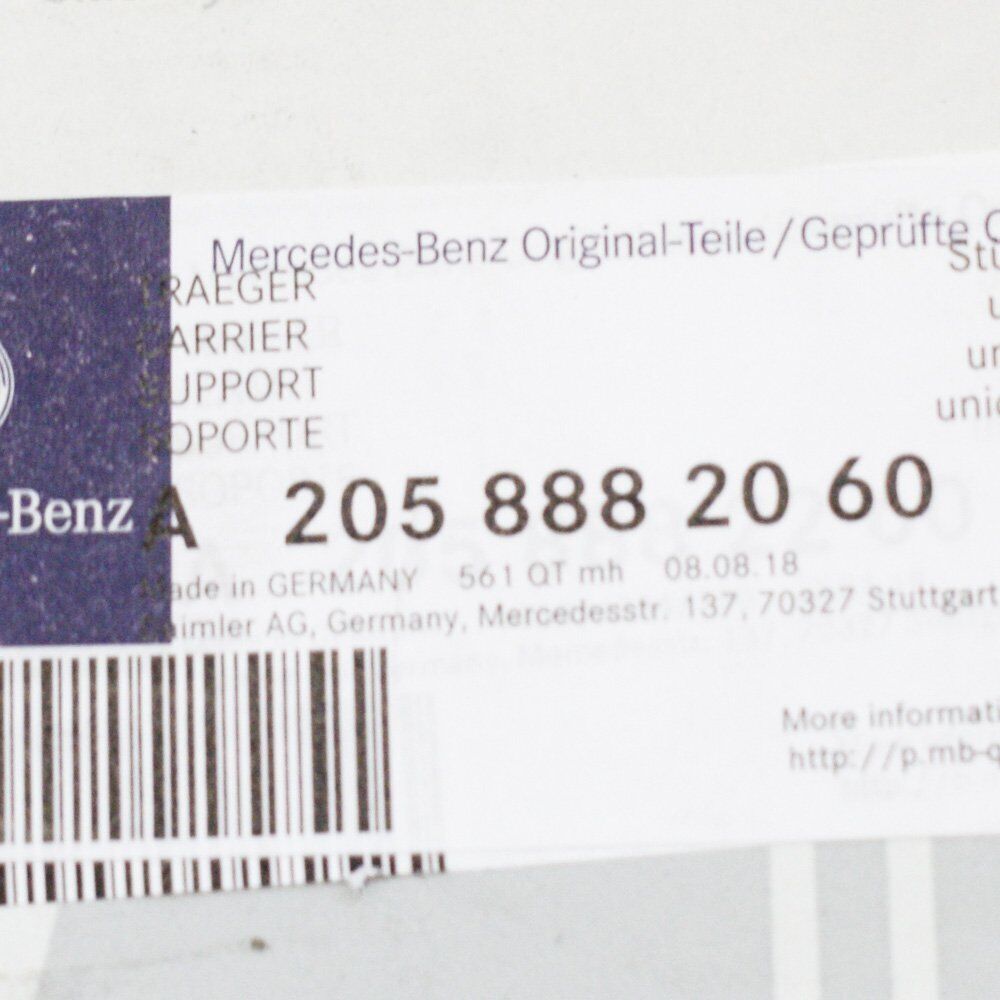 Mercedes-Benz Original-Teile / Geprüfte
TRAEGER
CARRIER
SUPPORT
SOPORTE
-Benz
A 205 888 20 60
Made in GERMANY 561 QT mh 08.08.18
Daimler AG, Germany, Mercedesstr. 137, 70327 Stuttgart
More informati
http://p.mb-q